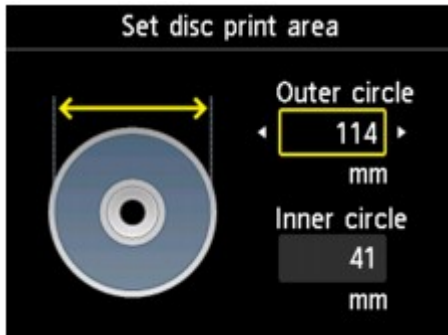 Set disc print area
Outer circle
114
mm
Inner circle
41
mm